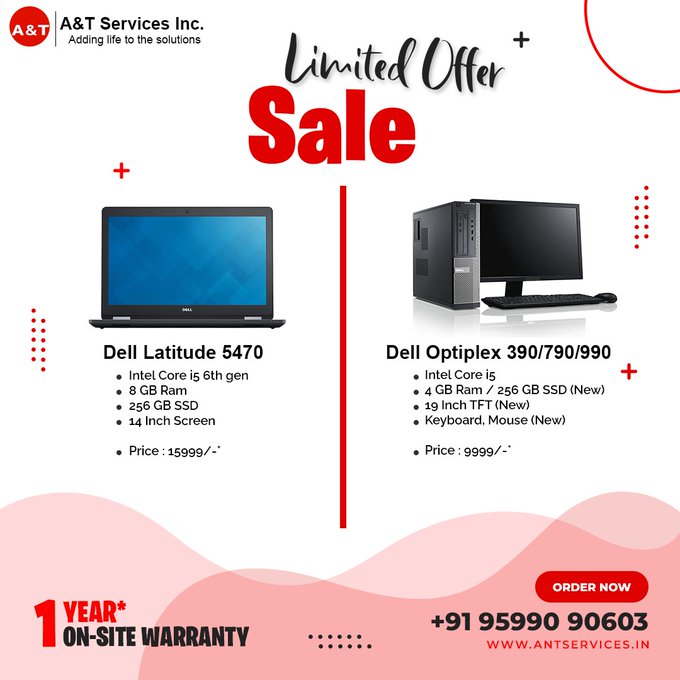 A&T
A&T Services Inc.
Adding life to the solutions
Limited Offer
Sale
DELL
Dell Latitude 5470
• Intel Core i5 6th gen
• 8 GB Ram
• 256 GB SSD
• 14 Inch Screen
• Price : 15999/-*
DELL
Dell Optiplex 390/790/990
• Intel Core i5
• 4 GB Ram / 256 GB SSD (New)
• 19 Inch TFT (New)
• Keyboard, Mouse (New)
• Price : 9999/-*
1 YEAR*
ON-SITE WARRANTY
ORDER NOW
+91 95990 90603
WWW.ANTSERVICES.IN